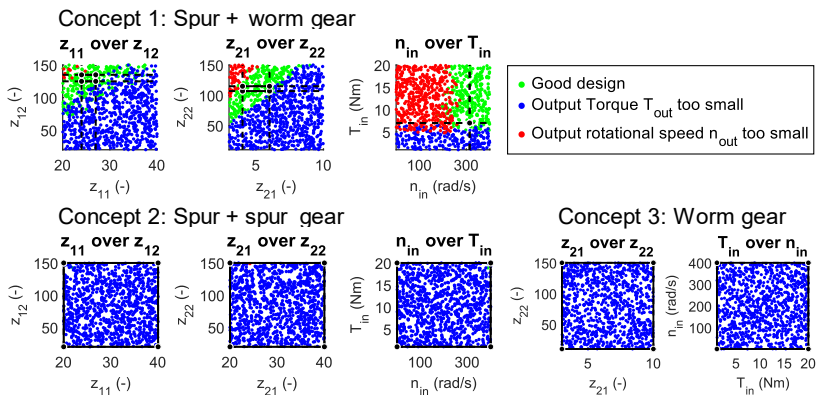 Concept 1: Spur + worm gear
z11 over z12
z21 over z22
nin over Tin
150
100
50
z12 (-)
20
30
40
z11 (-)
150
100
50
z22 (-)
5
10
z21 (-)
20
15
10
5
Tin (Nm)
100
300
nin (rad/s)
Good design
Output Torque Tout too small
Output rotational speed nout too small
Concept 2: Spur + spur gear
z11 over z12
z21 over z22
nin over Tin
150
100
50
z12 (-)
20
30
40
z11 (-)
150
100
50
z22 (-)
5
10
z21 (-)
20
15
10
5
Tin (Nm)
100
300
nin (rad/s)
Concept 3: Worm gear
z21 over z22
Tin over nin
150
100
50
z22 (-)
5
10
z21 (-)
400
300
200
100
nin (rad/s)
5
10
15
20
Tin (Nm)